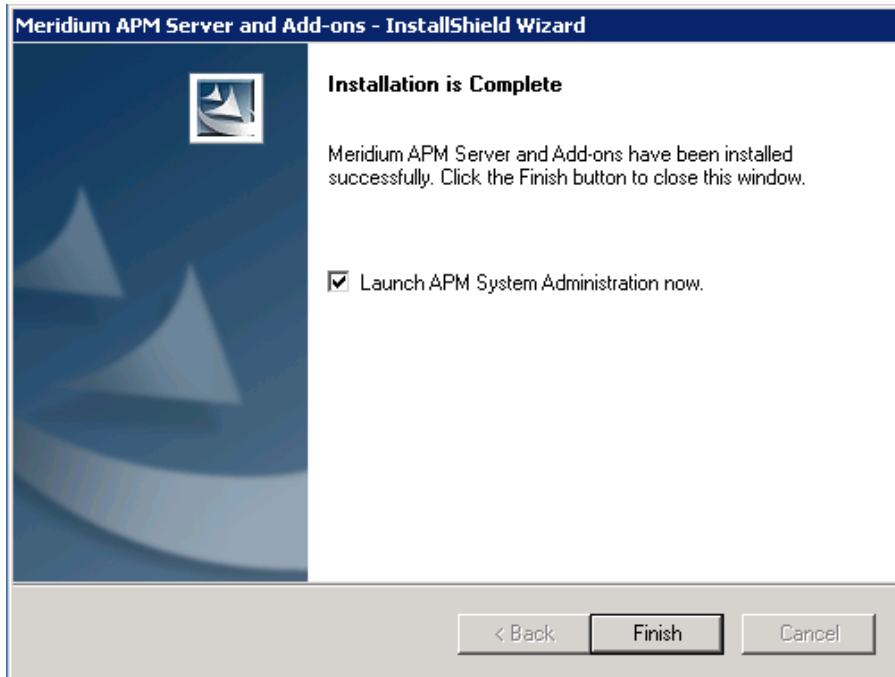 Meridium APM Server and Add-ons - InstallShield Wizard
Installation is Complete
Meridium APM Server and Add-ons have been installed
successfully. Click the Finish button to close this window.
Launch APM System Administration now.
< Back Finish Cancel